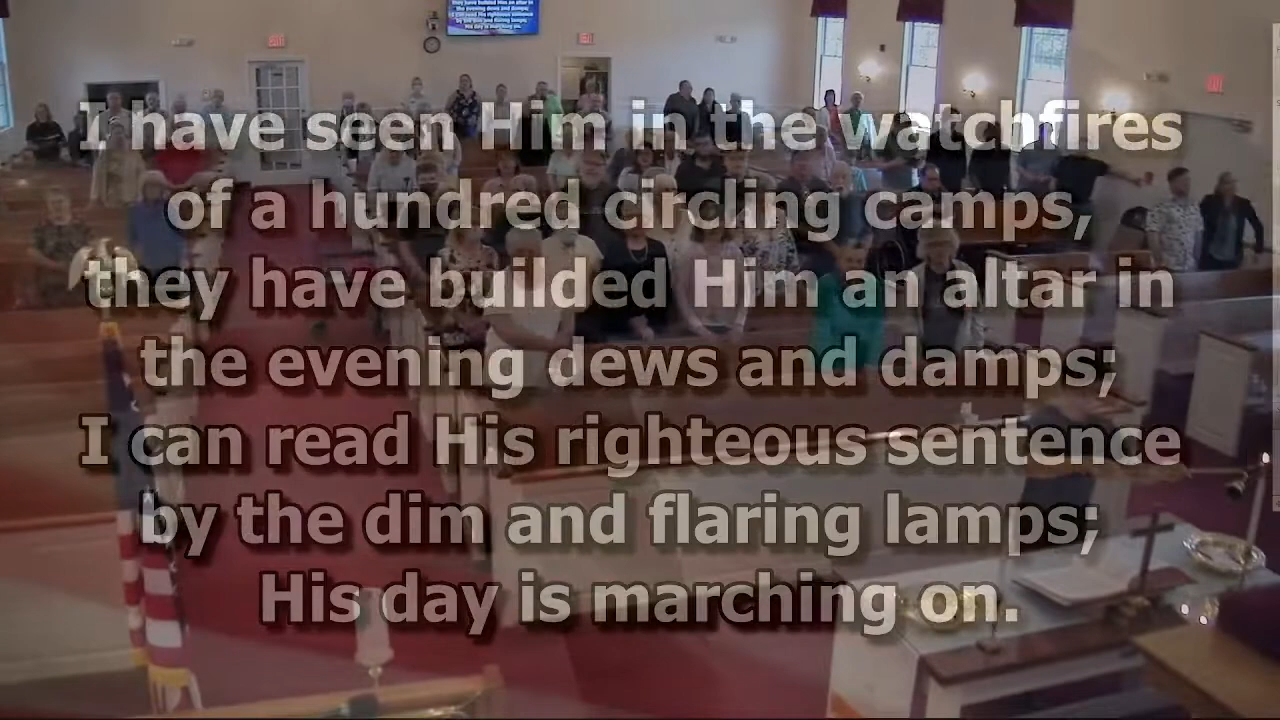 I have seen Him in the watchfires
of a hundred circling camps,
they have builded Him an altar in
the evening dews and damps;
I can read His righteous sentence
by the dim and flaring lamps;
His day is marching on.